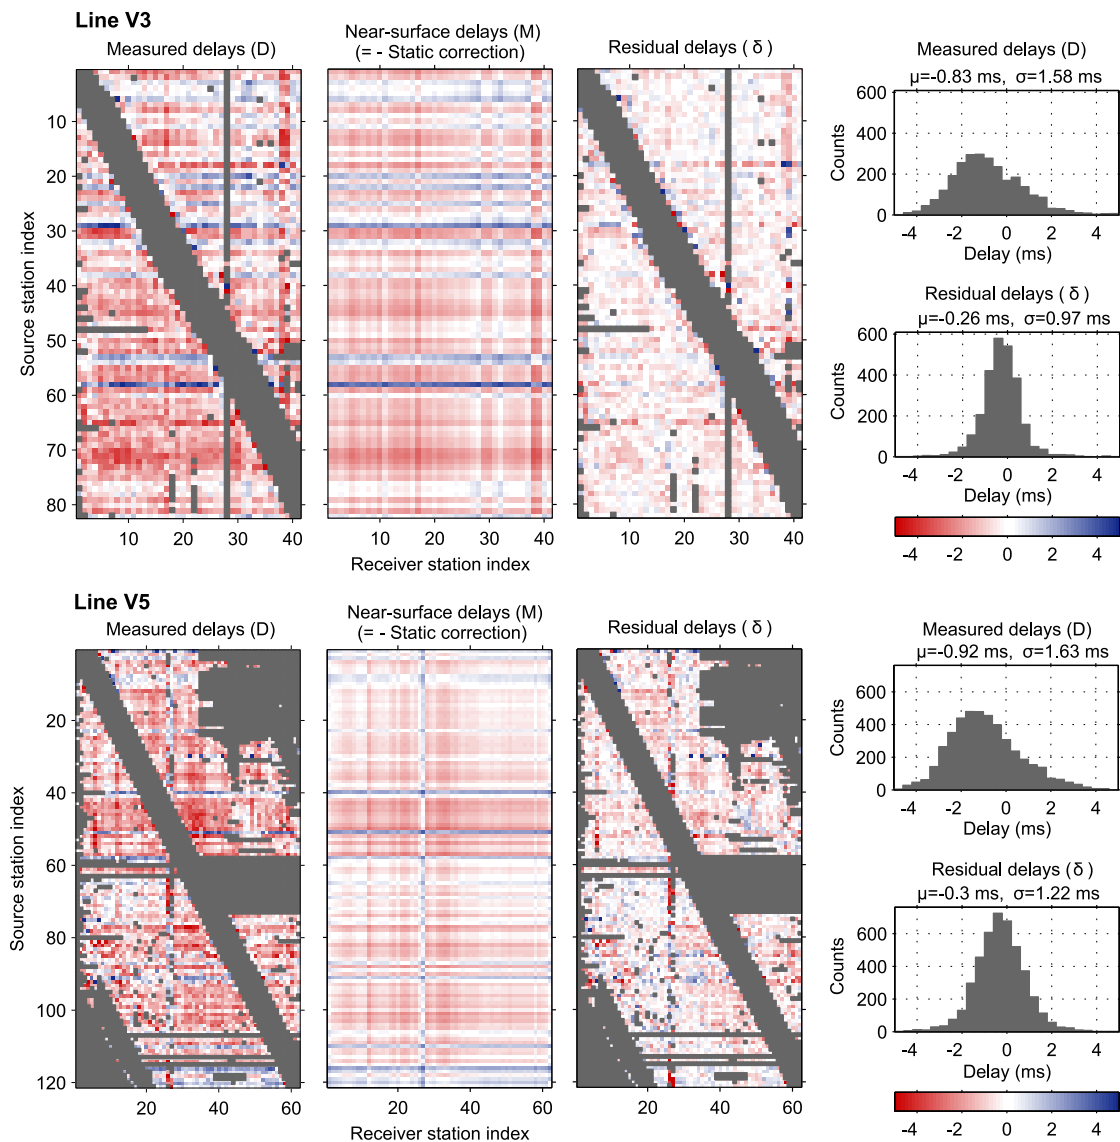 Line V3
Measured delays (D)
Near-surface delays (M)
(= - Static correction)
Residual delays ( δ )
Measured delays (D)
μ=-0.83 ms, σ=1.58 ms
600
400
200
0
Counts
-4 -2 0 2 4
Delay (ms)
Residual delays ( δ )
μ=-0.26 ms, σ=0.97 ms
600
400
200
0
Counts
-4 -2 0 2 4
Delay (ms)
-4 -2 0 2 4
Source station index
10
20
30
40
50
60
70
80
10 20 30 40
10 20 30 40
10 20 30 40
Receiver station index
Line V5
Measured delays (D)
Near-surface delays (M)
(= - Static correction)
Residual delays ( δ )
Measured delays (D)
μ=-0.92 ms, σ=1.63 ms
600
400
200
0
Counts
-4 -2 0 2 4
Delay (ms)
Residual delays (δ)
μ=-0.3 ms, σ=1.22 ms
600
400
200
0
Counts
-4 -2 0 2 4
Delay (ms)
-4 -2 0 2 4
Source station index
20
40
60
80
100
120
20 40 60
20 40 60
20 40 60
Receiver station index